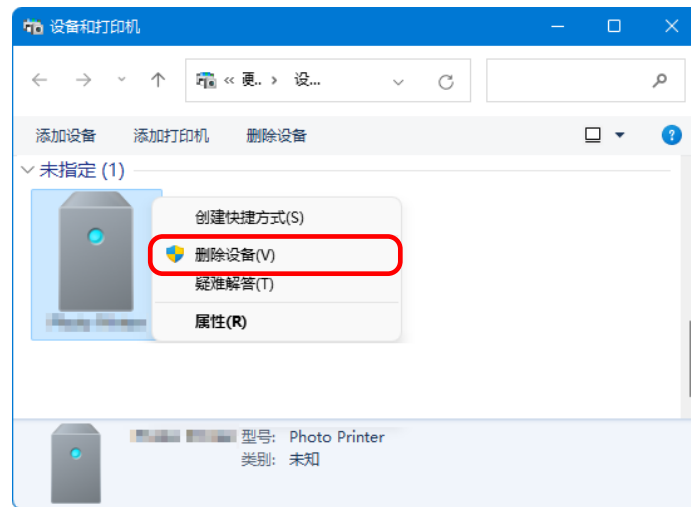 设备和打印机
« 硬.. › 设...
添加设备 添加打印机 删除设备
未指定 (1)
创建快捷方式(S)
删除设备(V)
疑难解答(T)
属性(R)
型号: Photo Printer
类别: 未知